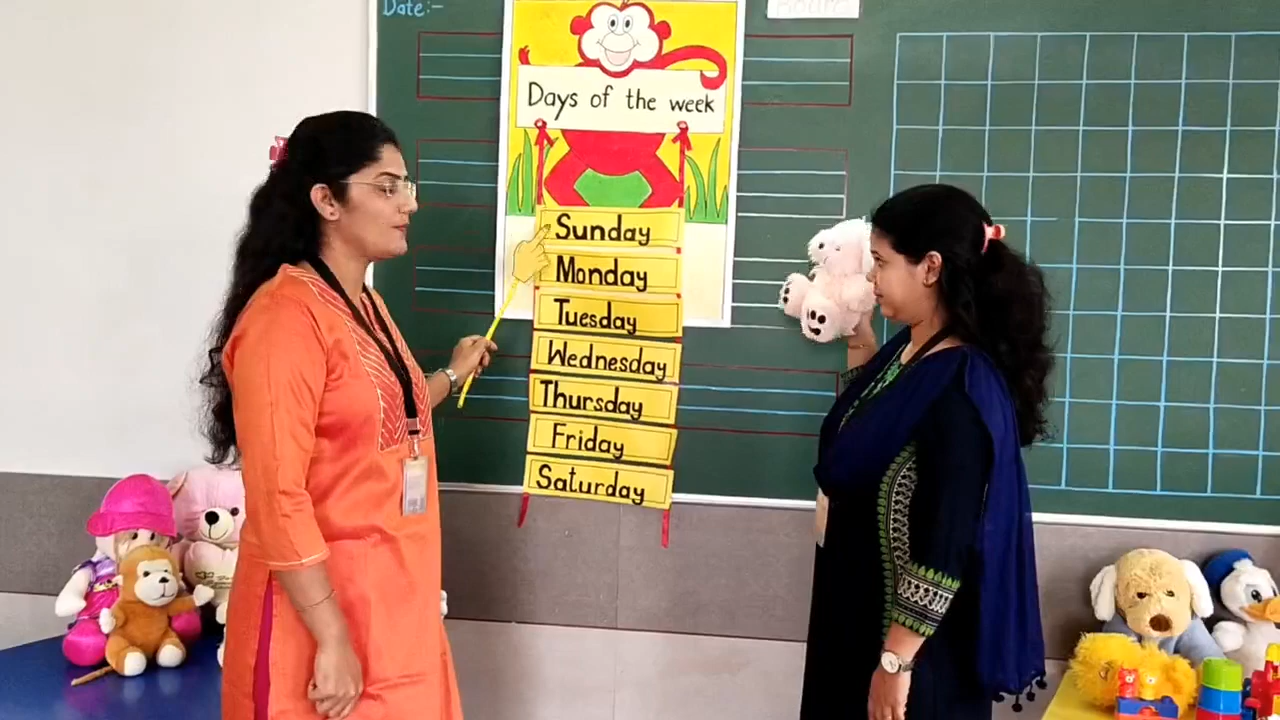 Date:-
Days of the week
Sunday
Monday
Tuesday
Wednesday
Thursday
Friday
Saturday